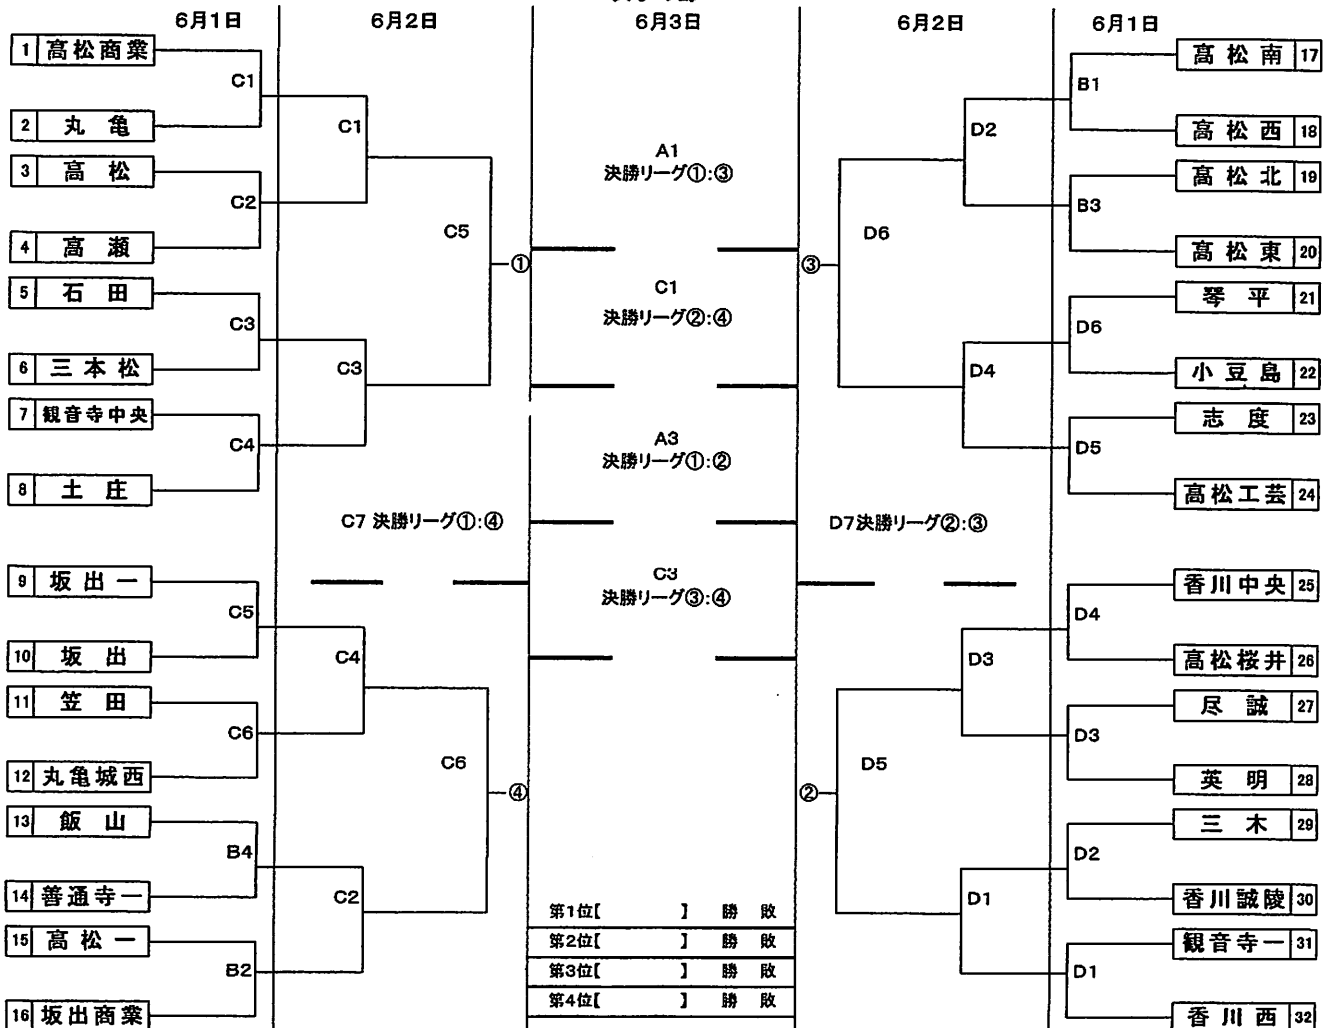 6月1日
6月2日
6月3日
6月2日
6月1日
1 高松商業
2 丸亀
3 高松
4 高瀬
5 石田
6 三本松
7 観音寺中央
8 土庄
9 坂出一
10 坂出
11 笠田
12 丸亀城西
13 飯山
14 善通寺一
15 高松一
16 坂出商業
C1
C2
C3
C4
C5
C6
B4
B2
C1
C3
C4
C2
C5
C6
①
④
C7 決勝リーグ①:④
A1
決勝リーグ①:③
C1
決勝リーグ②:④
A3
決勝リーグ①:②
C3
決勝リーグ③:④
第1位【 】 勝 敗
第2位【 】 勝 敗
第3位【 】 勝 敗
第4位【 】 勝 敗
③
②
D6
D5
D7決勝リーグ②:③
D2
D4
D3
D1
B1
B3
D6
D5
D4
D3
D2
D1
高松南 17
高松西 18
高松北 19
高松東 20
琴平 21
小豆島 22
志度 23
高松工芸 24
香川中央 25
高松桜井 26
尽誠 27
英明 28
三木 29
香川誠陵 30
観音寺一 31
香川西 32